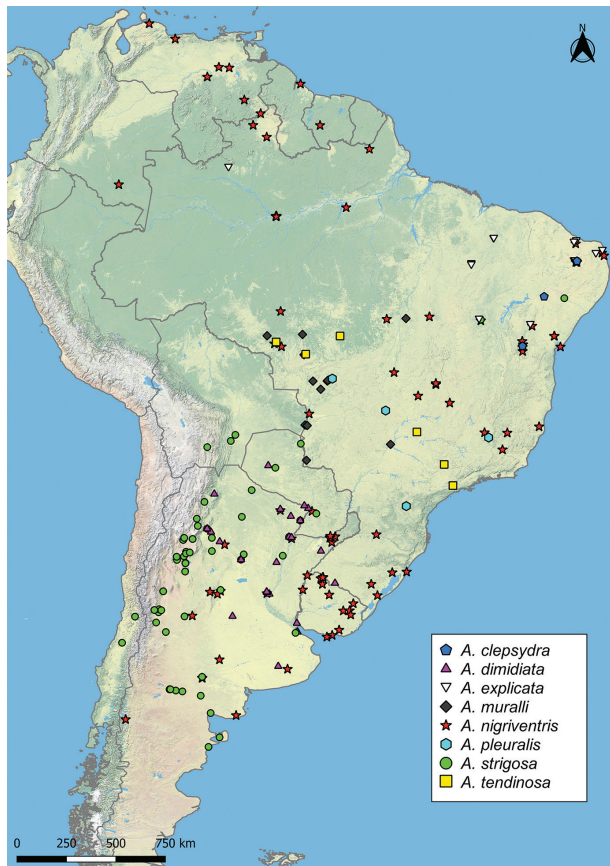 N
A. clepsydra
A. dimidiata
A. explicata
A. muralli
A. nigriventris
A. pleuralis
A. strigosa
A. tendinosa
0 250 500 750 km